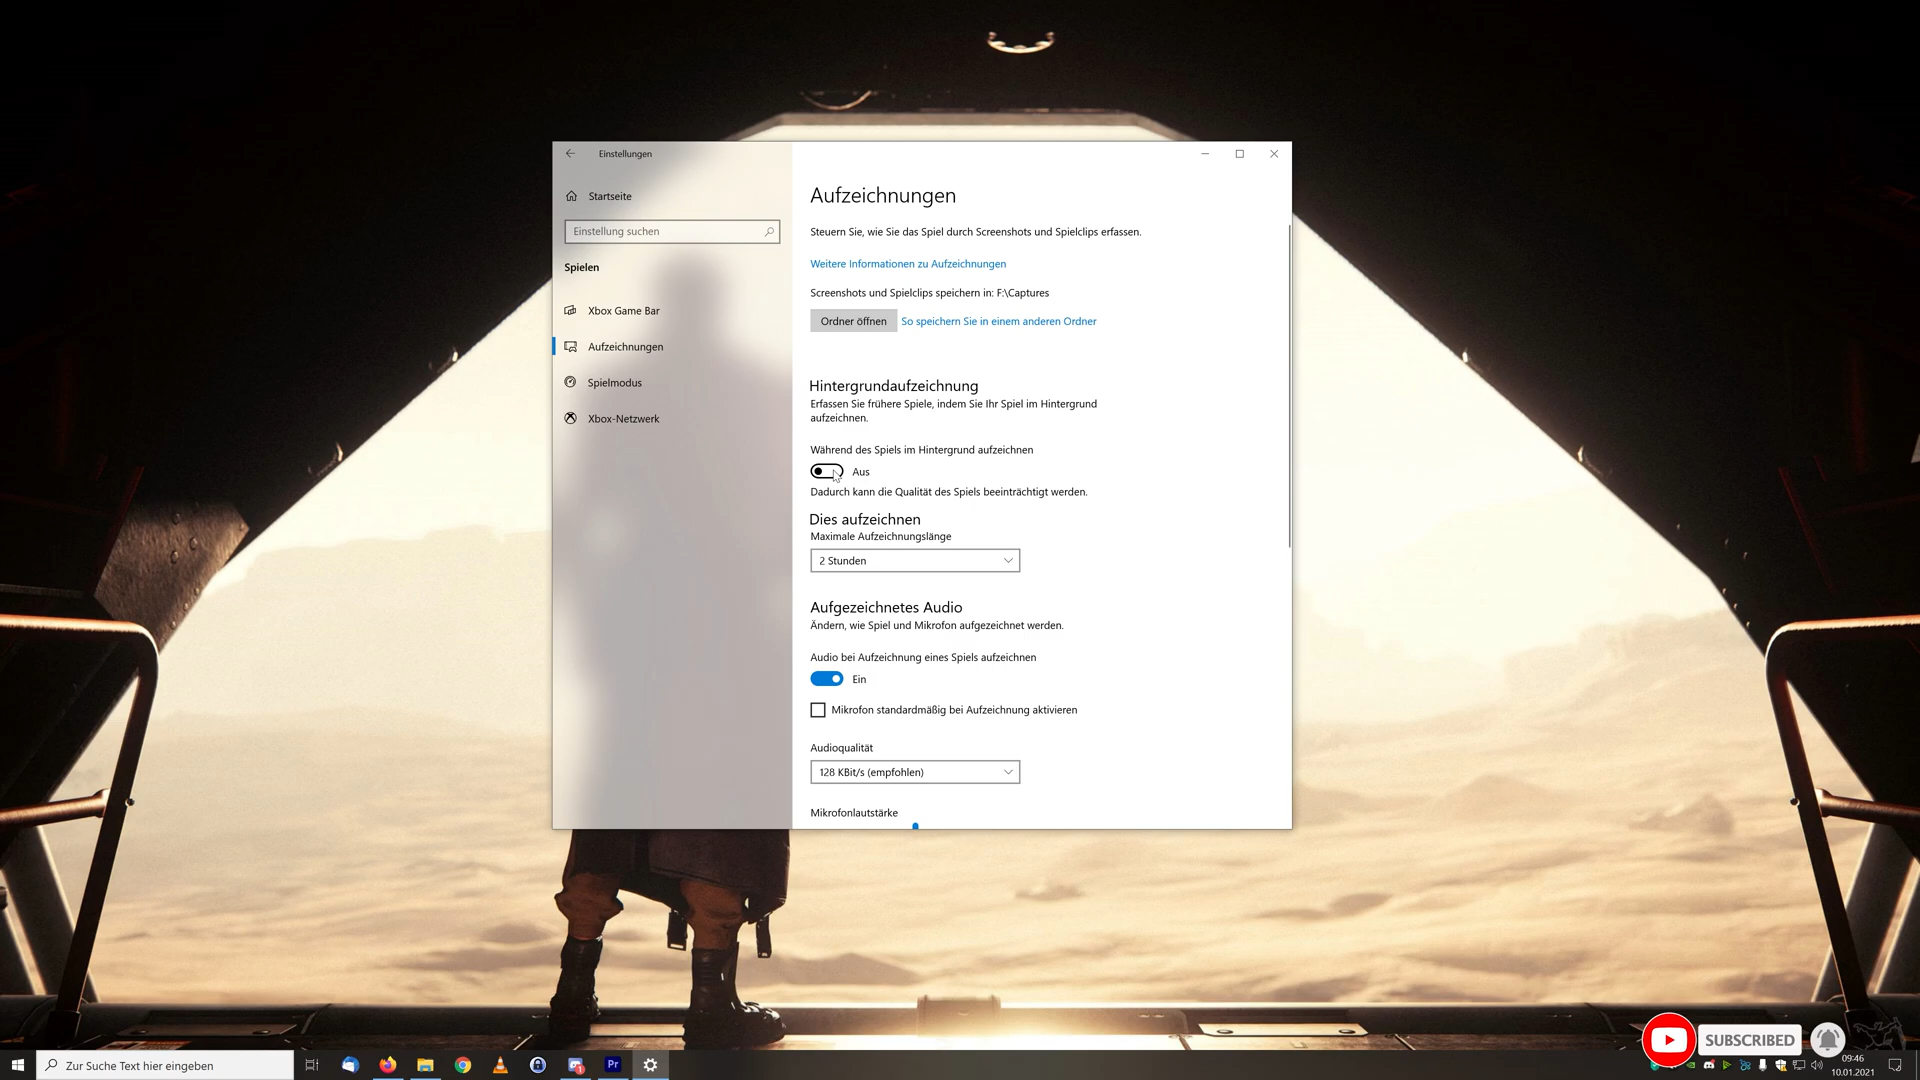 Einstellungen
Startseite
Einstellung suchen
Spielen
Xbox Game Bar
Aufzeichnungen
Spielmodus
Xbox-Netzwerk
Aufzeichnungen
Steuern Sie, wie Sie das Spiel durch Screenshots und Spielclips erfassen.
Weitere Informationen zu Aufzeichnungen
Screenshots und Spielclips speichern in: F:\Captures
Ordner öffnen So speichern Sie in einem anderen Ordner
Hintergrundaufzeichnung
Erfassen Sie frühere Spiele, indem Sie Ihr Spiel im Hintergrund
aufzeichnen.
Während des Spiels im Hintergrund aufzeichnen
Aus
Dadurch kann die Qualität des Spiels beeinträchtigt werden.
Dies aufzeichnen
Maximale Aufzeichnungslänge
2 Stunden
Aufgezeichnetes Audio
Ändern, wie Spiel und Mikrofon aufgezeichnet werden.
Audio bei Aufzeichnung eines Spiels aufzeichnen
Ein
Mikrofon standardmäßig bei Aufzeichnung aktivieren
Audioqualität
128 KBit/s (empfohlen)
Mikrofonlautstärke
SUBSCRIBED
Zur Suche Text hier eingeben
1
Pr
09:46
10.01.2021